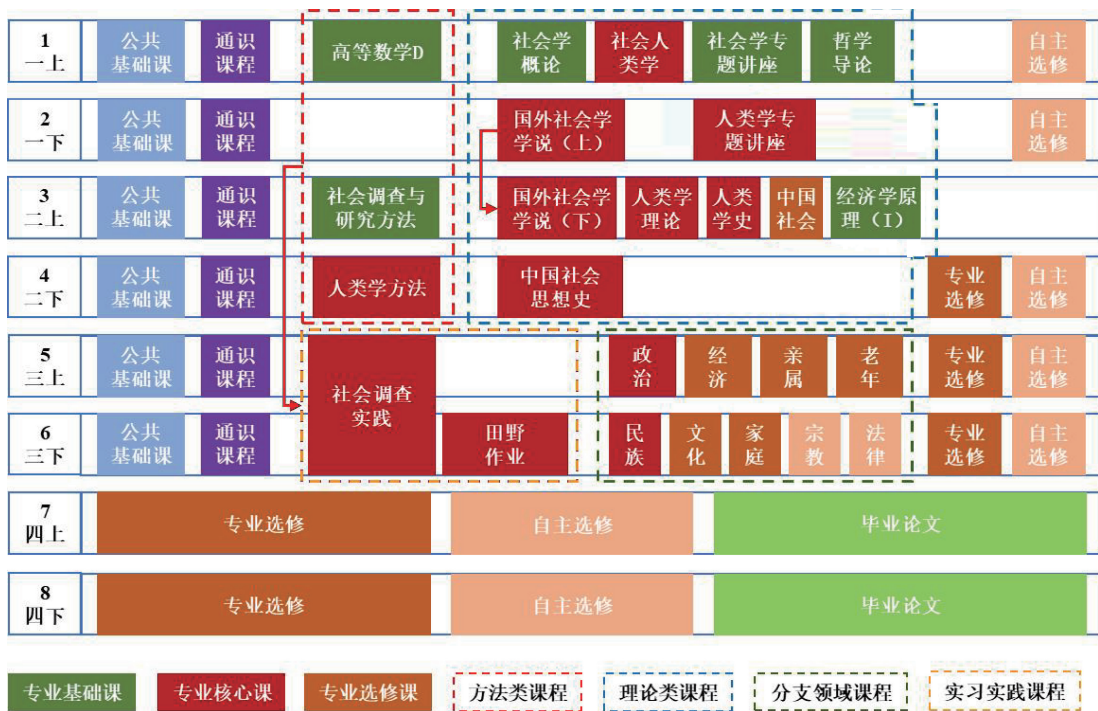 1
一上
公共
基础课
通识
课程
高等数学D
社会学
概论
社会人
类学
社会学专
题讲座
哲学
导论
自主
选修
2
一下
公共
基础课
通识
课程
国外社会学
学说（上）
人类学专
题讲座
自主
选修
3
二上
公共
基础课
通识
课程
社会调查与
研究方法
国外社会学
学说（下）
人类学
理论
人类
学史
中国
社会
经济学原
理（I）
4
二下
公共
基础课
通识
课程
人类学方法
中国社会
思想史
专业
选修
自主
选修
5
三上
公共
基础课
通识
课程
社会调查
实践
政
治
经
济
亲
属
老
年
专业
选修
自主
选修
6
三下
公共
基础课
通识
课程
田野
作业
民
族
文
化
家
庭
宗
教
法
律
专业
选修
自主
选修
7
四上
专业选修
自主选修
毕业论文
8
四下
专业选修
自主选修
毕业论文
专业基础课
专业核心课
专业选修课
方法类课程
理论类课程
分支领域课程
实习实践课程